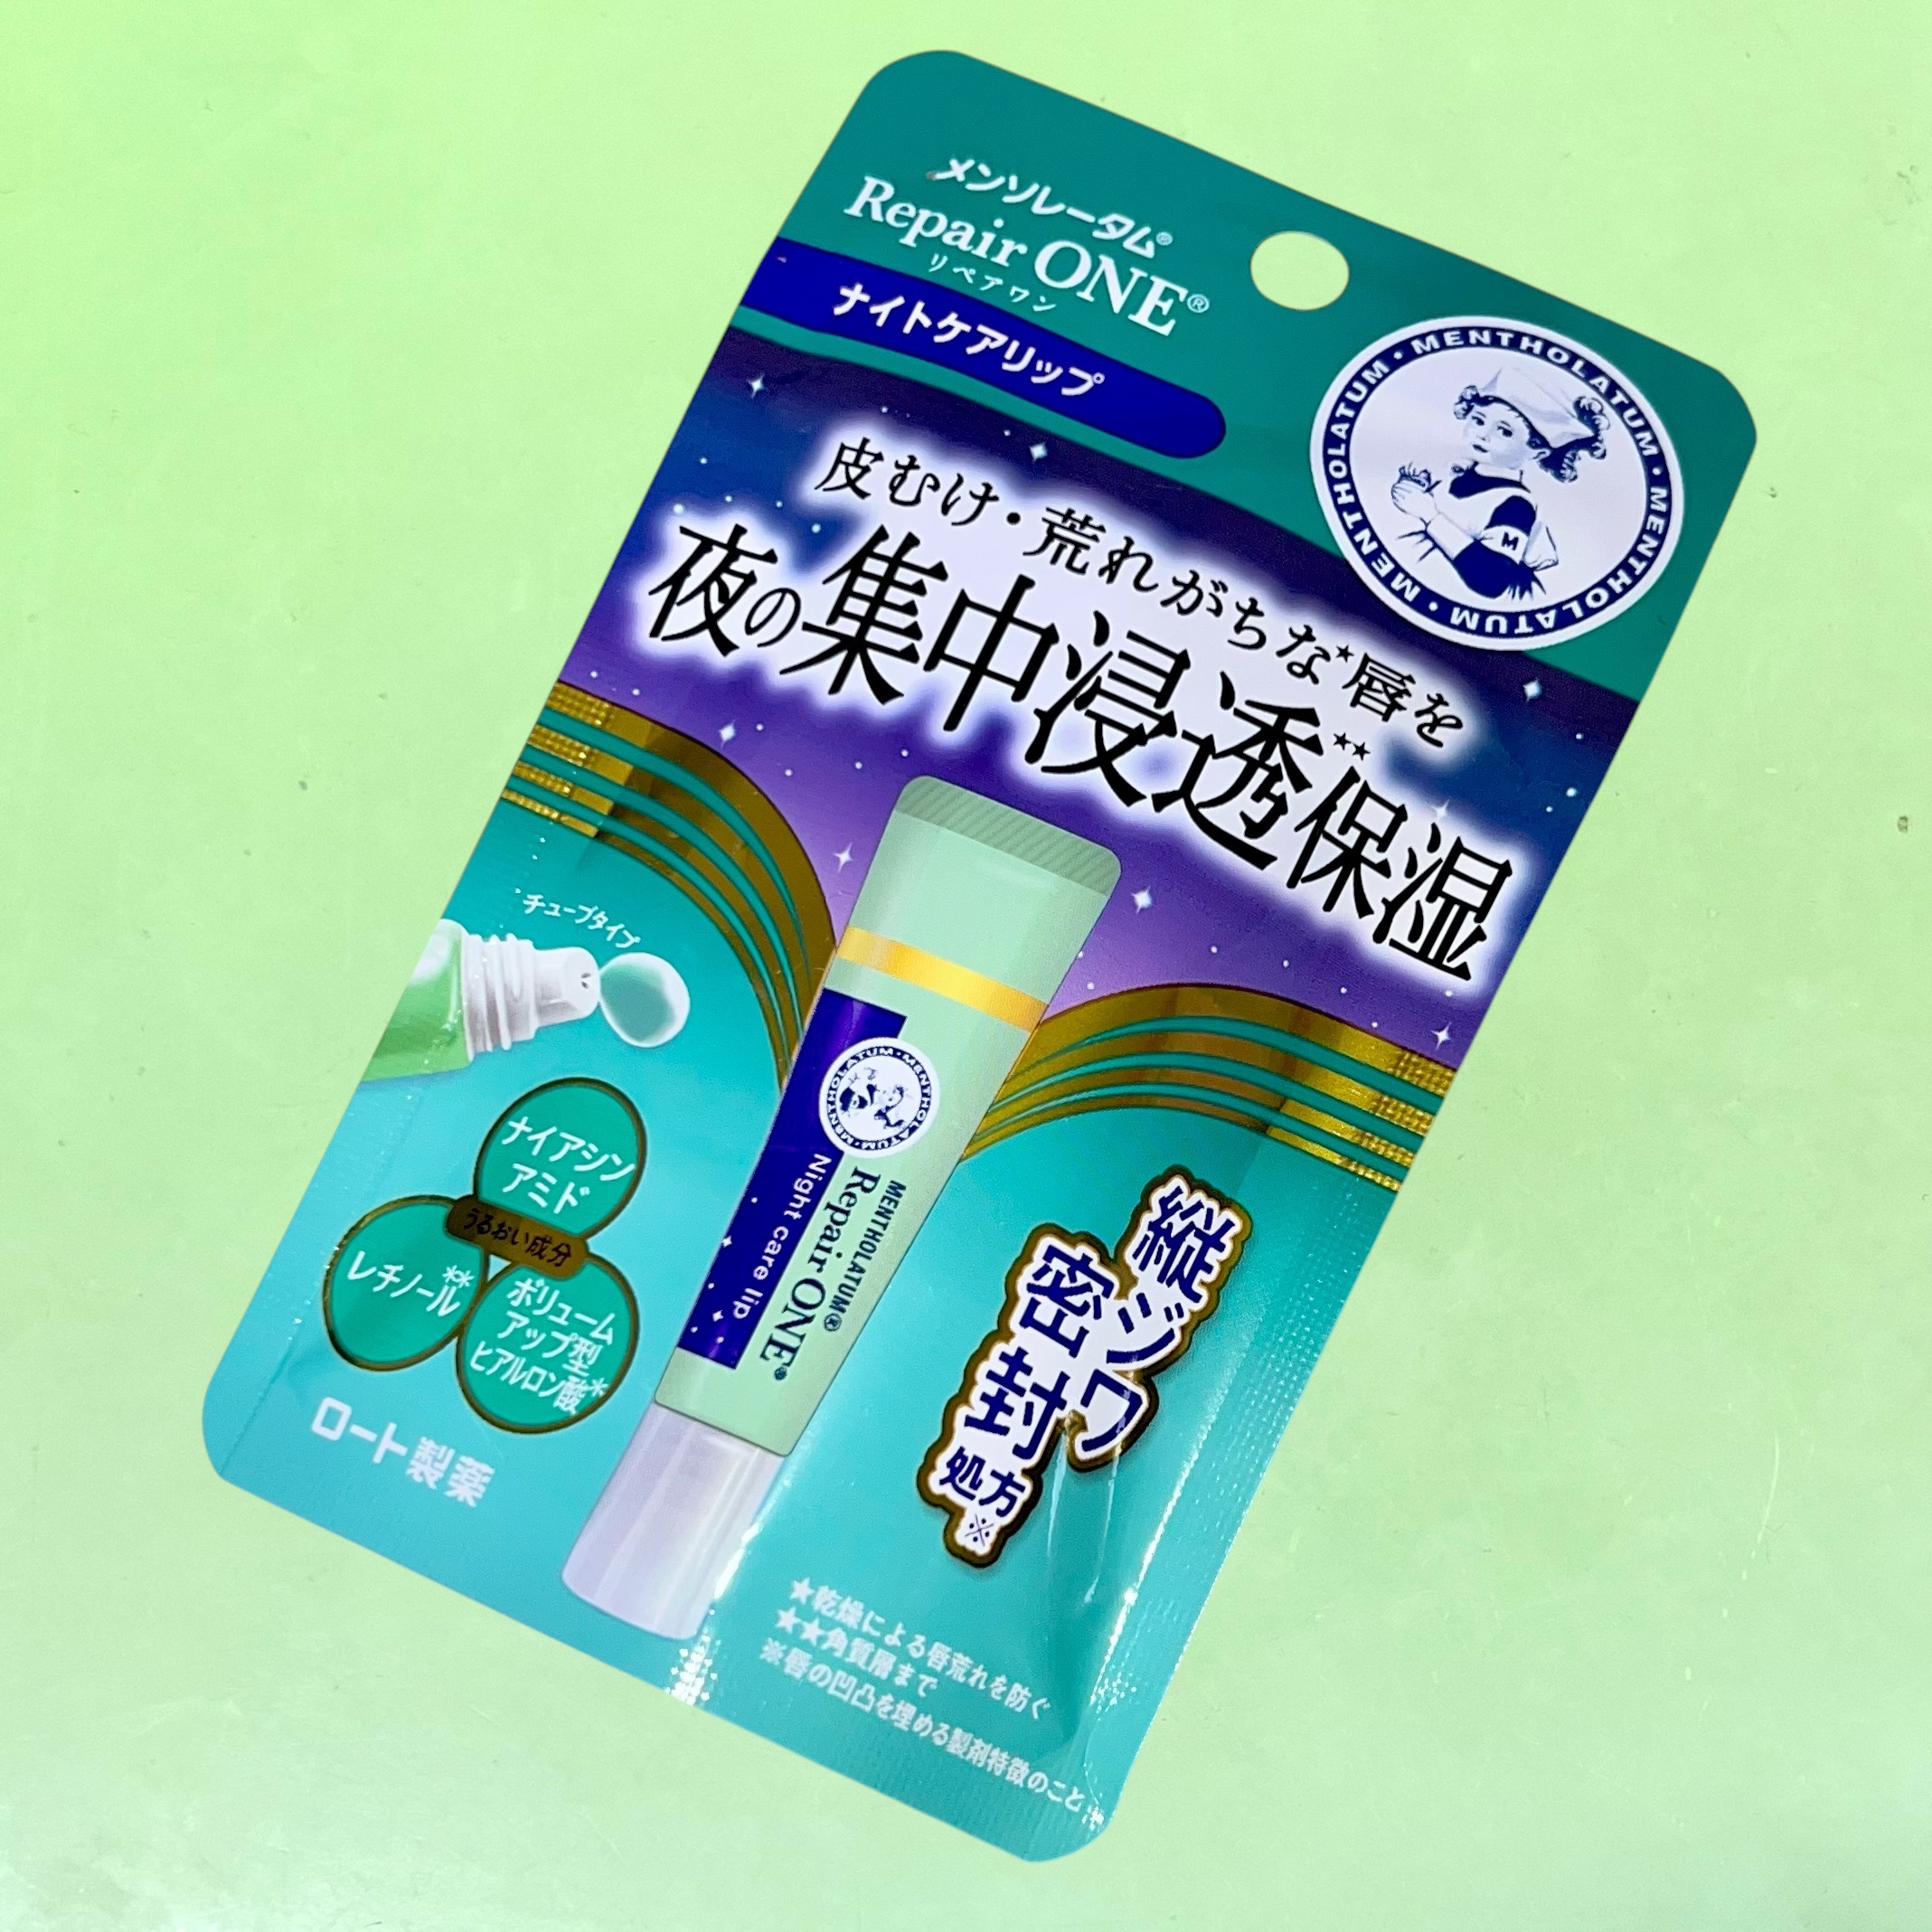 メンソレータム®
Repair ONE®
リペアワン
ナイトケアリップ
MENTHOLATUM・MENTHOLATUM・MENTHOLATUM・MENTHOLATUM・
M
皮むけ・荒れがちな★唇を
夜の集中浸透★★保湿
チューブタイプ
ナイアシン
アミド
うるおい成分
レチノール**
ボリューム
アップ型
ヒアルロン酸*
MENTHOLATUM・MENTHOLATUM・
MENTHOLATUM®
Repair ONE®
Night care lip
縦ジワ
密封
処方※
ロート製薬
★乾燥による唇荒れを防ぐ
★★角質層まで
※唇の凹凸を埋める製剤特徴のこと